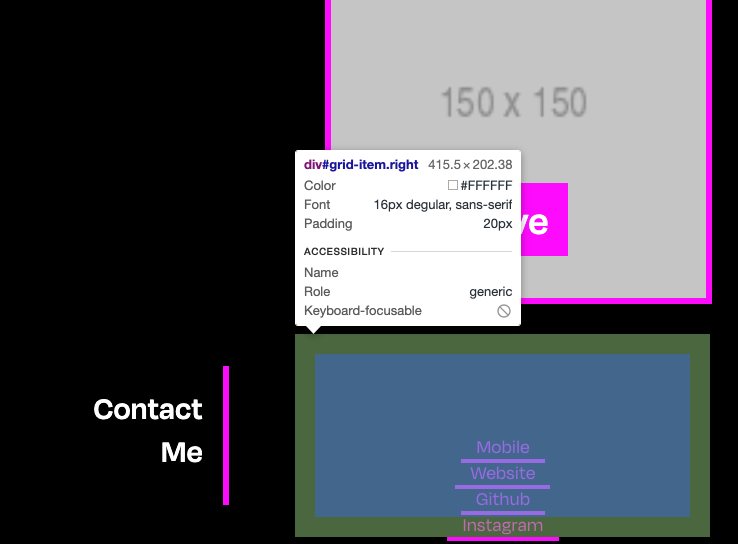 150 x 150
div#grid-item.right 415.5 × 202.38
Color #FFFFFF
Font 16px degular, sans-serif
Padding 20px
ACCESSIBILITY
Name
Role generic
Keyboard-focusable
ve
Contact
Me
Mobile
Website
Github
Instagram